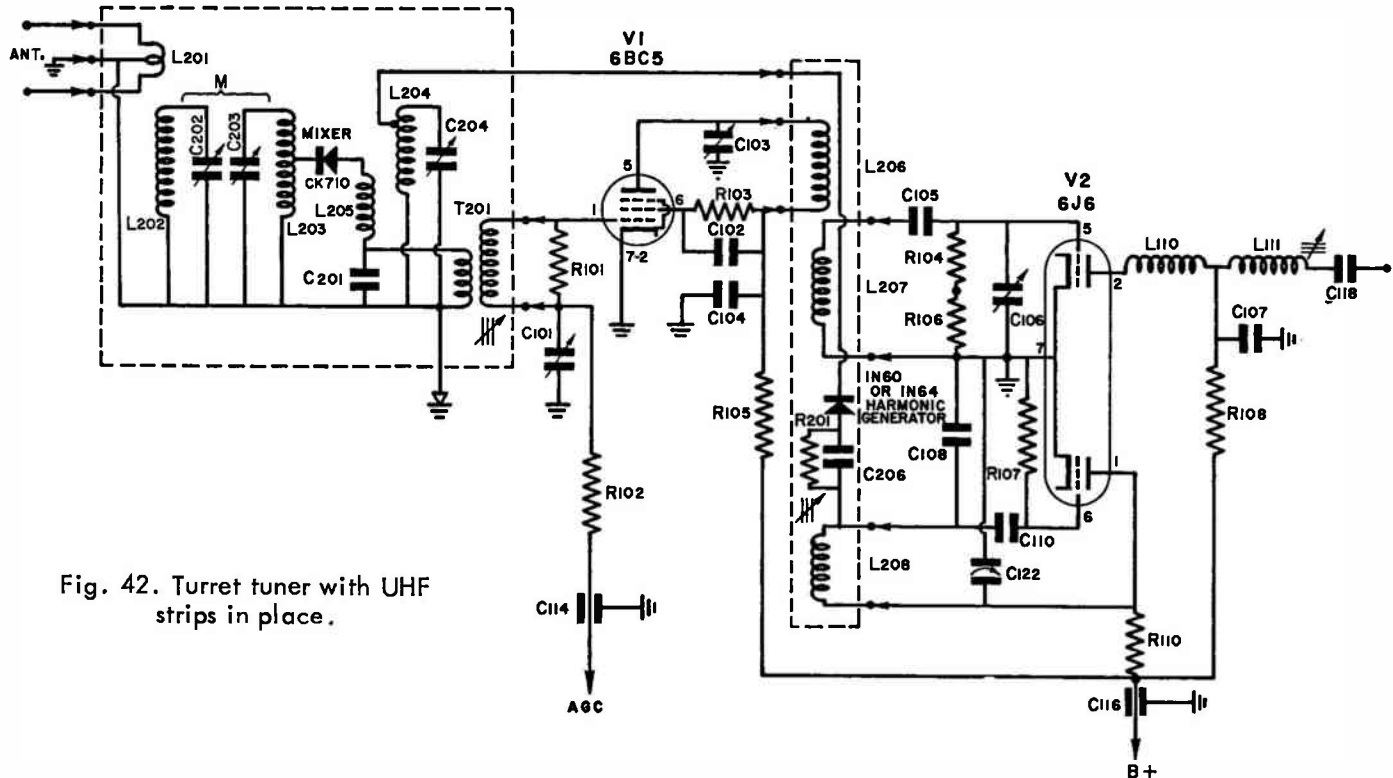 ANT.
L201
M
L202
C202
C203
L203
MIXER
CK710
L205
C201
L204
C204
T201
V1
6BC5
1
5
6
7-2
R101
C101
R102
C114
AGC
C103
R103
C102
C104
R105
L206
L207
IN60
OR IN64
HARMONIC
GENERATOR
R201
C206
L208
C105
R104
R106
C106
C108
R107
C110
C122
V2
6J6
5
2
7
1
6
L110
L111
C118
C107
R108
R110
C116
B+
Fig. 42. Turret tuner with UHF
strips in place.